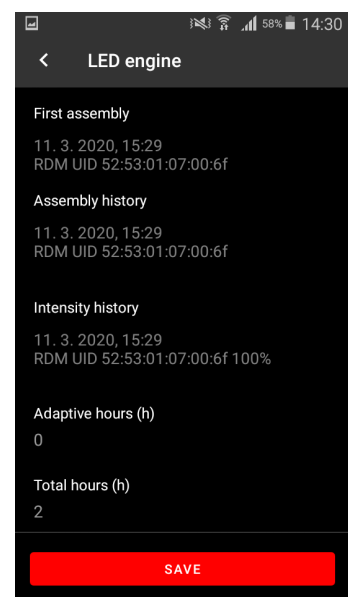 58% 14:30
LED engine
First assembly
11. 3. 2020, 15:29
RDM UID 52:53:01:07:00:6f
Assembly history
11. 3. 2020, 15:29
RDM UID 52:53:01:07:00:6f
Intensity history
11. 3. 2020, 15:29
RDM UID 52:53:01:07:00:6f 100%
Adaptive hours (h)
0
Total hours (h)
2
SAVE